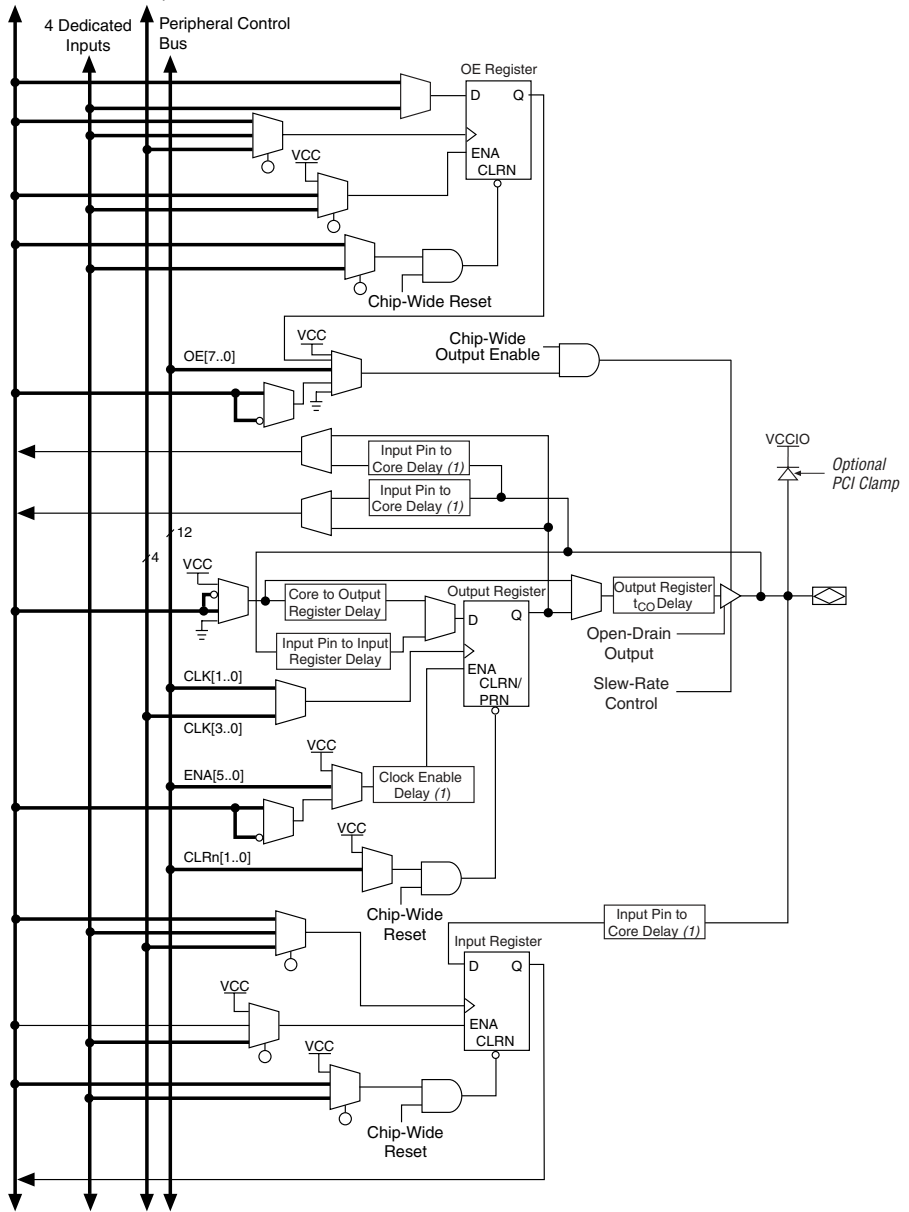 4 Dedicated
Inputs
Peripheral Control
Bus
OE Register
D Q
ENA
CLRN
VCC
Chip-Wide Reset
VCC
OE[7..0]
Chip-Wide
Output Enable
Input Pin to
Core Delay (1)
Input Pin to
Core Delay (1)
VCCIO
Optional
PCI Clamp
12
4
VCC
Core to Output
Register Delay
Input Pin to Input
Register Delay
Output Register
D Q
ENA
CLRN/
PRN
Output Register
tCO Delay
Open-Drain
Output
Slew-Rate
Control
CLK[1..0]
CLK[3..0]
VCC
ENA[5..0]
Clock Enable
Delay (1)
VCC
CLRn[1..0]
Chip-Wide
Reset
Input Pin to
Core Delay (1)
Input Register
D Q
ENA
CLRN
VCC
VCC
Chip-Wide
Reset